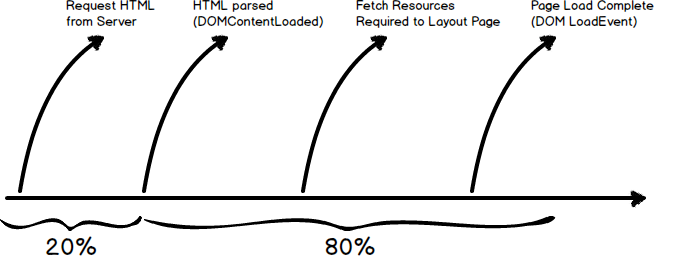 Request HTML
from Server
HTML parsed
(DOMContentLoaded)
Fetch Resources
Required to Layout Page
Page Load Complete
(DOM LoadEvent)
20%
80%